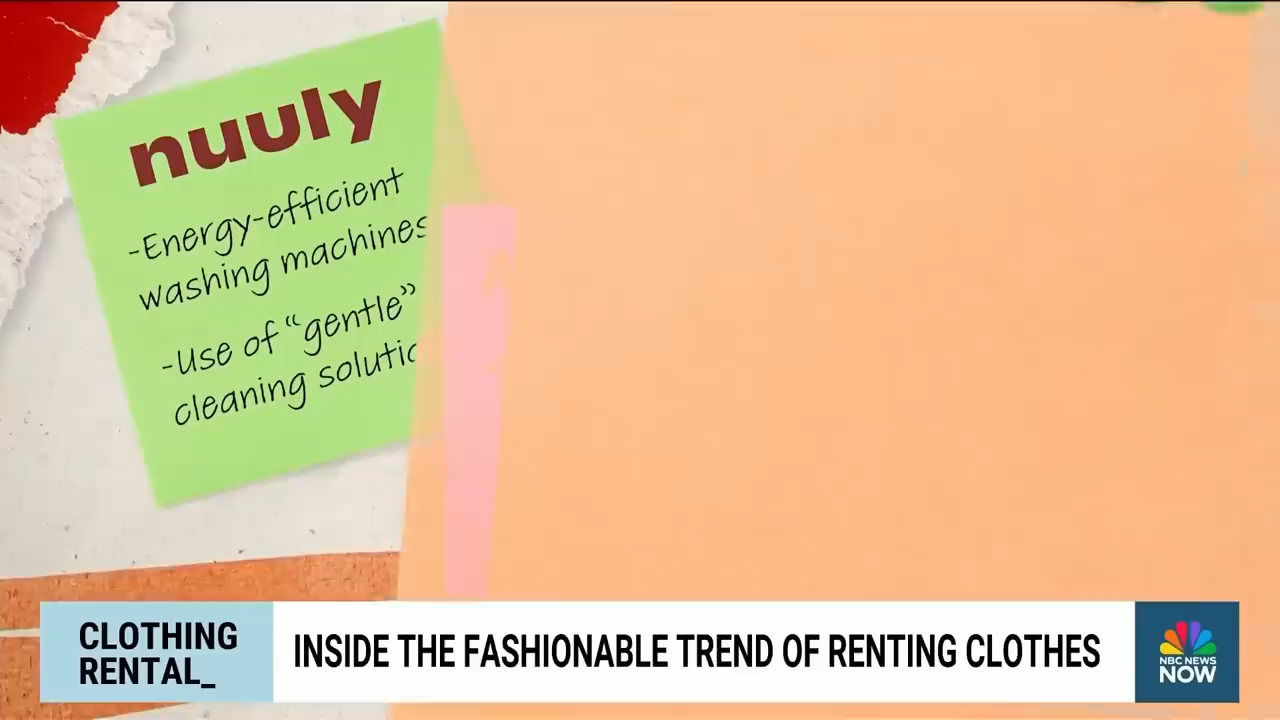 nuuly
-Energy-efficient
washing machines
-Use of “gentle”
cleaning
CLOTHING
RENTAL_
INSIDE THE FASHIONABLE TREND OF RENTING CLOTHES
NBC NEWS
NOW